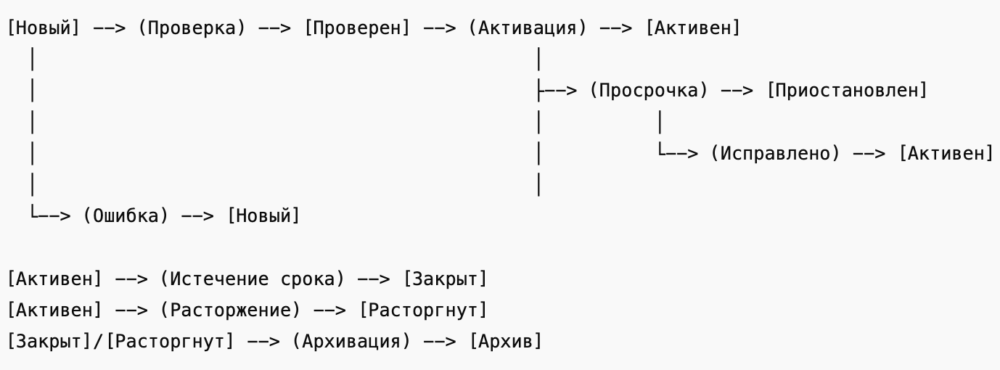 [Новый] --> (Проверка) --> [Проверен] --> (Активация) --> [Активен]
├--> (Просрочка) --> [Приостановлен]
└--> (Исправлено) --> [Активен]
└--> (Ошибка) --> [Новый]
[Активен] --> (Истечение срока) --> [Закрыт]
[Активен] --> (Расторжение) --> [Расторгнут]
[Закрыт]/[Расторгнут] --> (Архивация) --> [Архив]